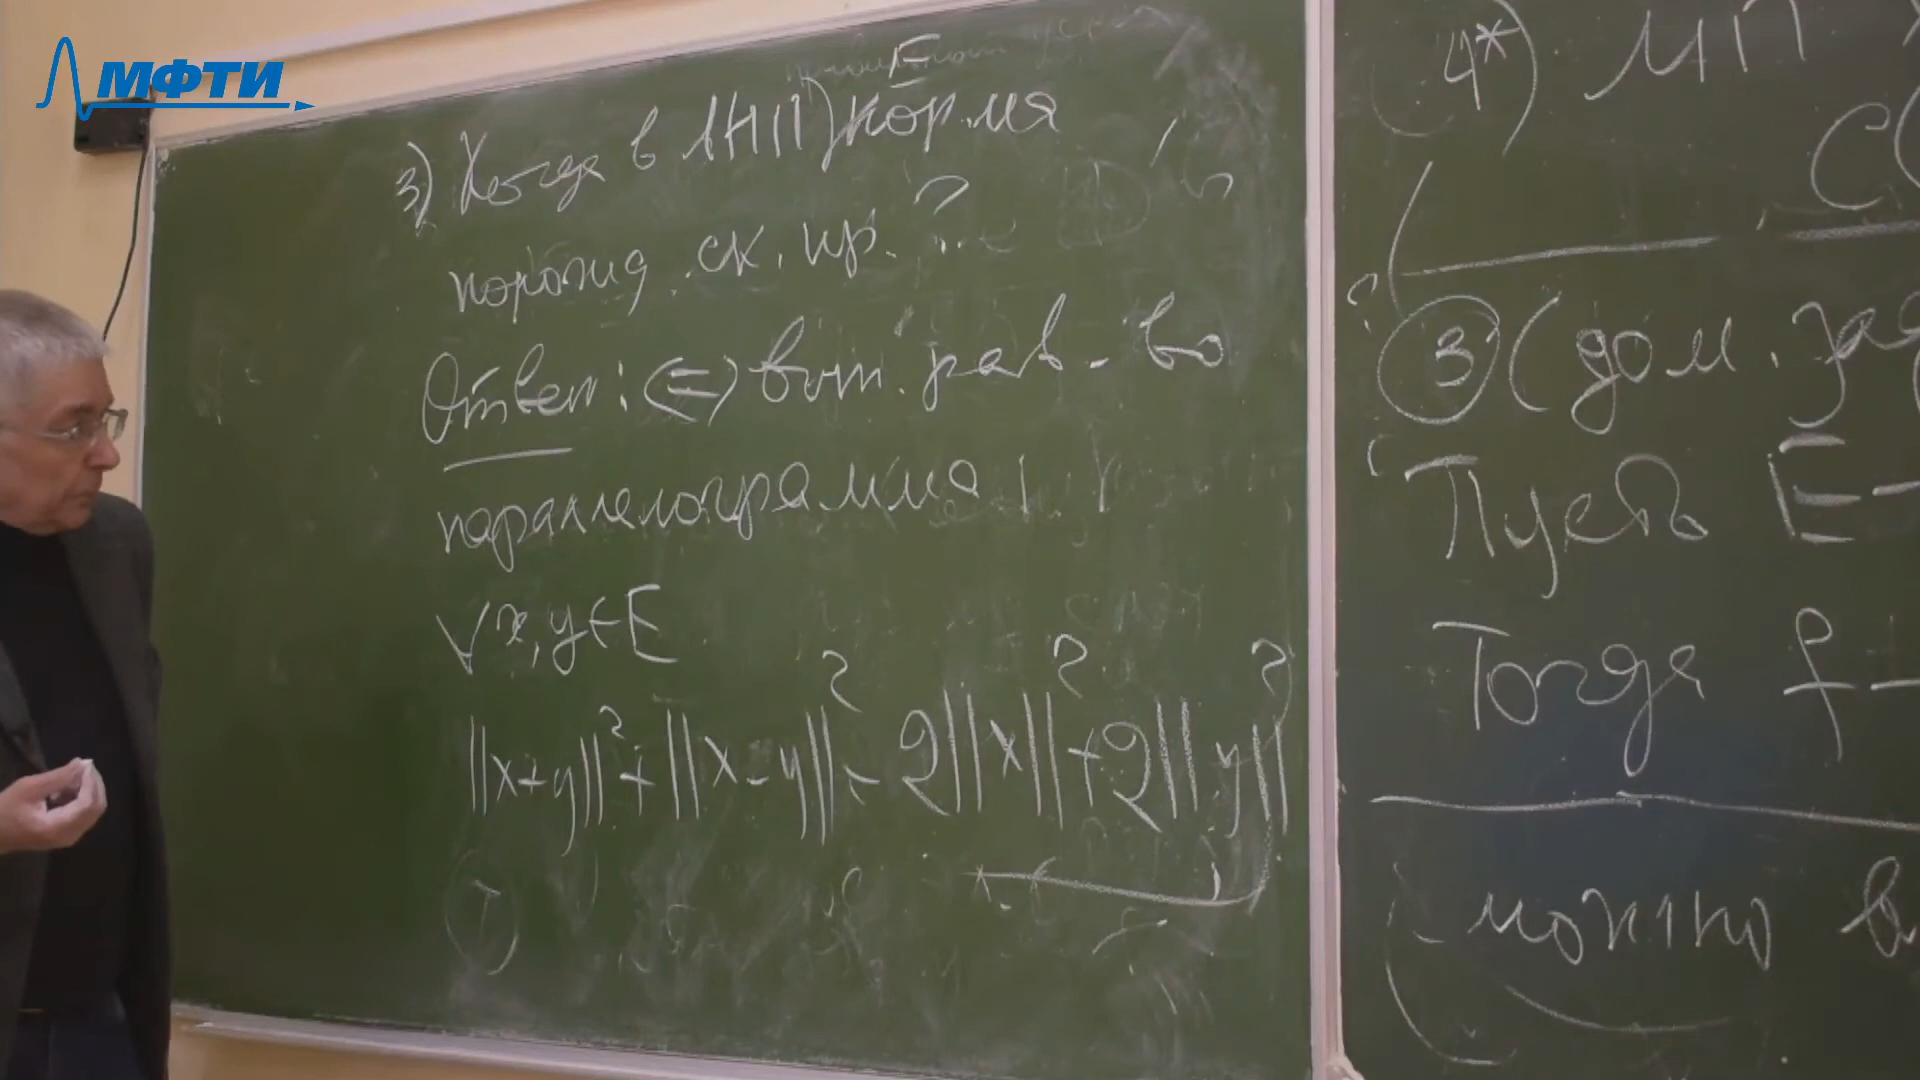 МФТИ
3) Когда в ЛНП E норма
порожд. ск. пр.?
Ответ: ⟺ вып. рав-во
параллелограмма
∀ x, y ∈ E
||x+y||² + ||x-y||² = 2||x||² + 2||y||²
4*) МП
C(
③ (дом. зад
Пусть E –
Тогда f –
можно в